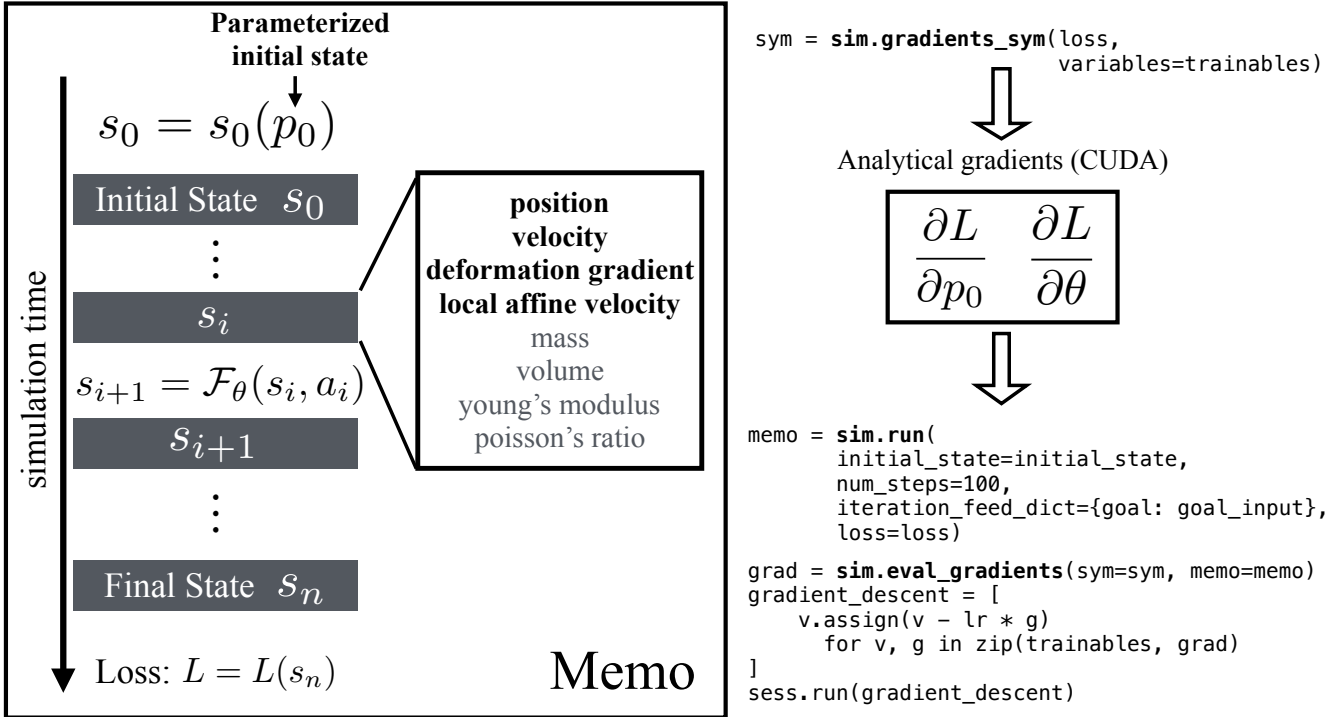 Parameterized
initial state
s_0 = s_0(p_0)
Initial State s_0
⋮
s_i
s_{i+1} = \mathcal{F}_θ(s_i, a_i)
s_{i+1}
⋮
Final State s_n
Loss: L = L(s_n)
simulation time
position
velocity
deformation gradient
local affine velocity
mass
volume
young's modulus
poisson's ratio
Memo
sym = sim.gradients_sym(loss,
variables=trainables)
Analytical gradients (CUDA)
∂L/∂p_0 ∂L/∂θ
memo = sim.run(
initial_state=initial_state,
num_steps=100,
iteration_feed_dict={goal: goal_input},
loss=loss)
grad = sim.eval_gradients(sym=sym, memo=memo)
gradient_descent = [
v.assign(v - lr * g)
for v, g in zip(trainables, grad)
]
sess.run(gradient_descent)